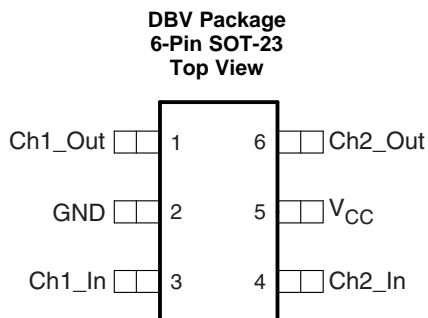 DBV Package
6-Pin SOT-23
Top View
Ch1_Out 1 6 Ch2_Out
GND 2 5 VCC
Ch1_In 3 4 Ch2_In